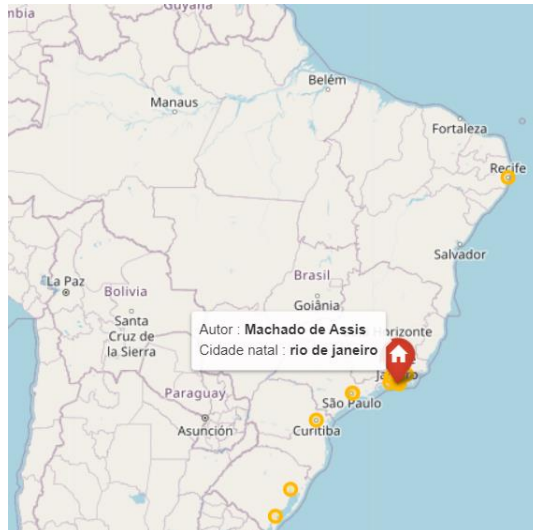 Guyana
nbia
Belém
Manaus
Fortaleza
Recife
Salvador
Brasil
La Paz
Bolivia
Goiânia
Santa
Cruz de
la Sierra
Autor : Machado de Assis
Cidade natal : rio de janeiro
Horizonte
Paraguay
São Paulo
Asunción
Curitiba